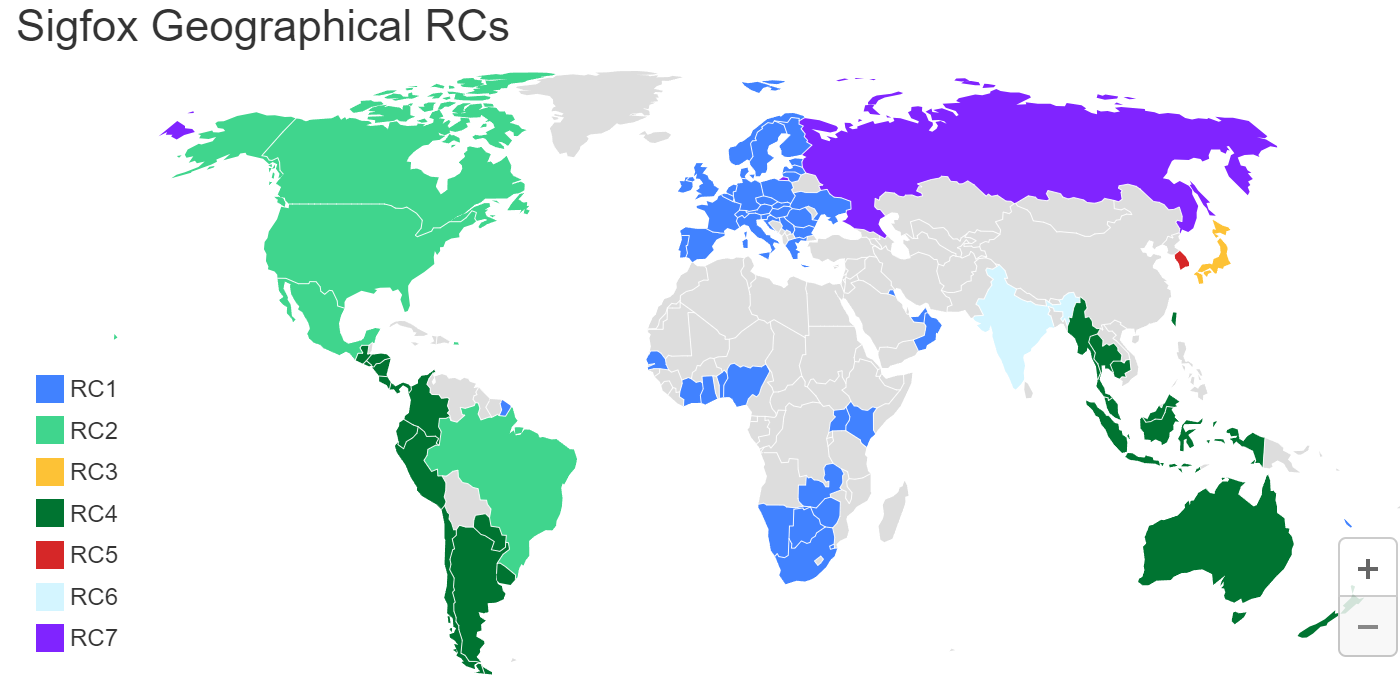 Sigfox Geographical RCs
RC1
RC2
RC3
RC4
RC5
RC6
RC7
+
−